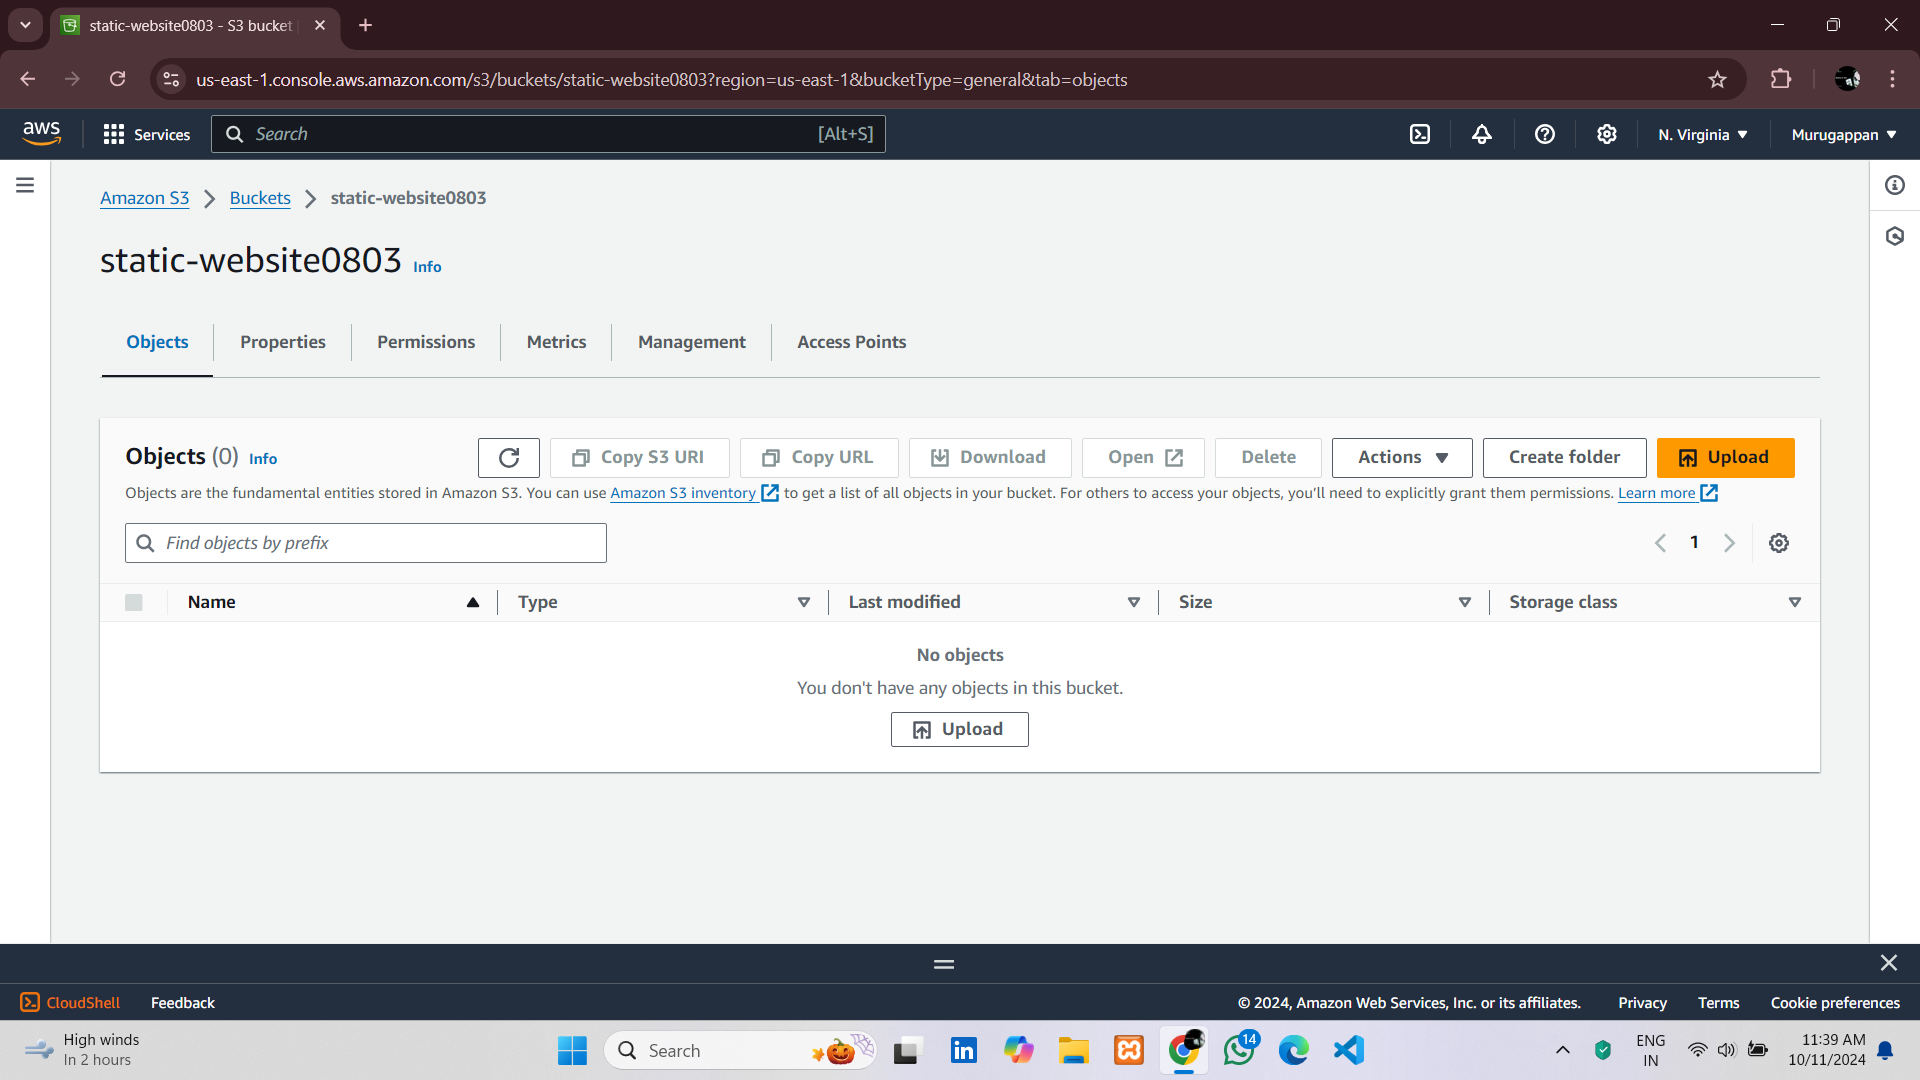 static-website0803 - S3 bucket
us-east-1.console.aws.amazon.com/s3/buckets/static-website0803?region=us-east-1&bucketType=general&tab=objects
aws
Services
Search
[Alt+S]
N. Virginia
Murugappan
Amazon S3
Buckets
static-website0803
static-website0803 Info
Objects
Properties
Permissions
Metrics
Management
Access Points
Objects (0) Info
Copy S3 URI
Copy URL
Download
Open
Delete
Actions
Create folder
Upload
Objects are the fundamental entities stored in Amazon S3. You can use Amazon S3 inventory to get a list of all objects in your bucket. For others to access your objects, you'll need to explicitly grant them permissions. Learn more
Find objects by prefix
1
Name
Type
Last modified
Size
Storage class
No objects
You don't have any objects in this bucket.
Upload
CloudShell
Feedback
© 2024, Amazon Web Services, Inc. or its affiliates.
Privacy
Terms
Cookie preferences
High winds
In 2 hours
Search
14
ENG
IN
11:39 AM
10/11/2024